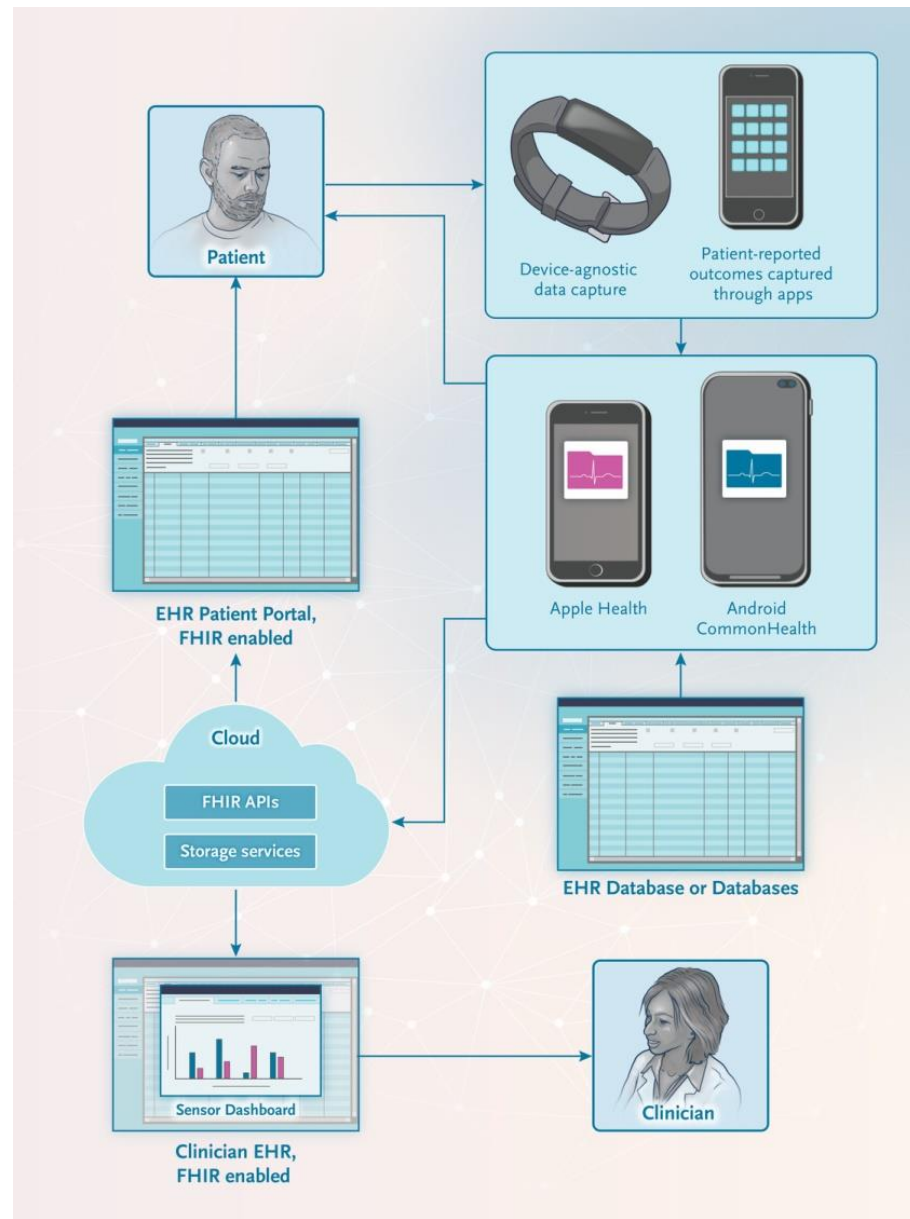 Patient
Device-agnostic
data capture
Patient-reported
outcomes captured
through apps
Apple Health
Android
CommonHealth
EHR Patient Portal,
FHIR enabled
Cloud
FHIR APIs
Storage services
EHR Database or Databases
Sensor Dashboard
Clinician EHR,
FHIR enabled
Clinician